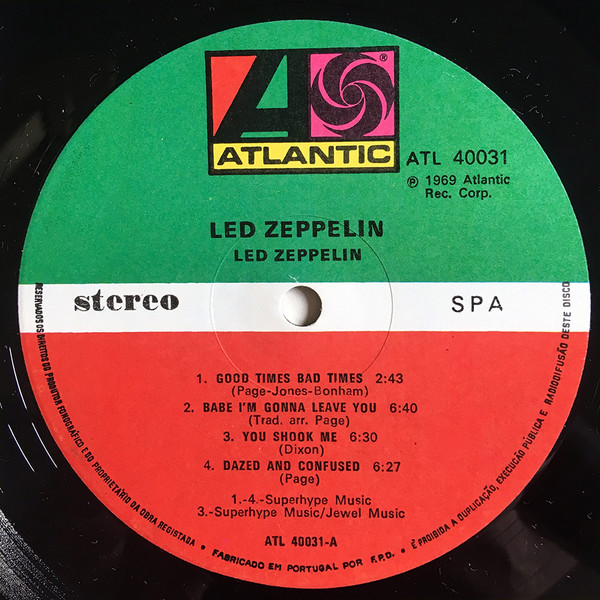 ATLANTIC
®
ATL 40031
℗ 1969 Atlantic
Rec. Corp.
LED ZEPPELIN
LED ZEPPELIN
stereo
SPA
1. GOOD TIMES BAD TIMES 2:43
(Page-Jones-Bonham)
2. BABE I'M GONNA LEAVE YOU 6:40
(Trad. arr. Page)
3. YOU SHOOK ME 6:30
(Dixon)
4. DAZED AND CONFUSED 6:27
(Page)
1.-4.-Superhype Music
3.-Superhype Music/Jewel Music
ATL 40031-A
RESERVADOS OS DIREITOS DO PRODUTOR FONOGRÁFICO E DO PROPRIETÁRIO DA OBRA REGISTADA • FABRICADO EM PORTUGAL POR F.P.D. • É PROIBIDA A DUPLICAÇÃO, EXECUÇÃO PÚBLICA E RADIODIFUSÃO DESTE DISCO